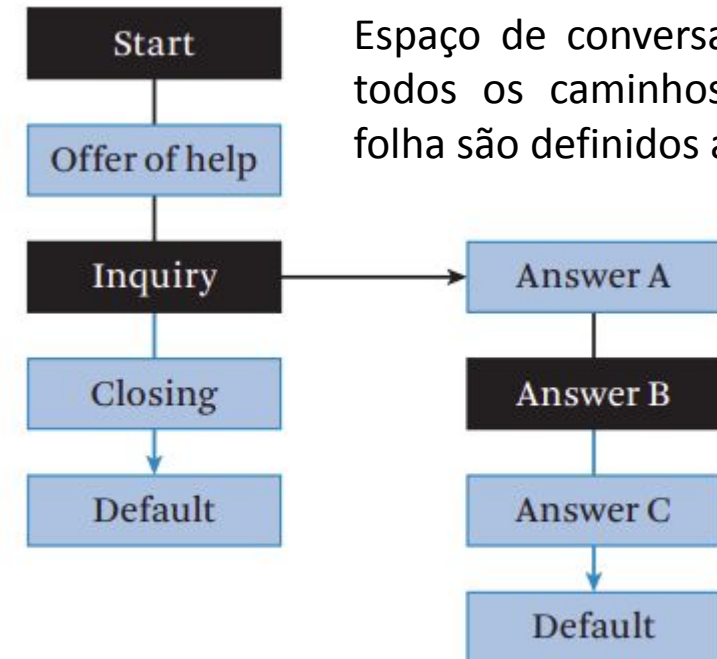 Start
Offer of help
Inquiry
Closing
Default
Espaço de
todos os caminhos
folha são definidos
Answer A
Answer B
Answer C
Default